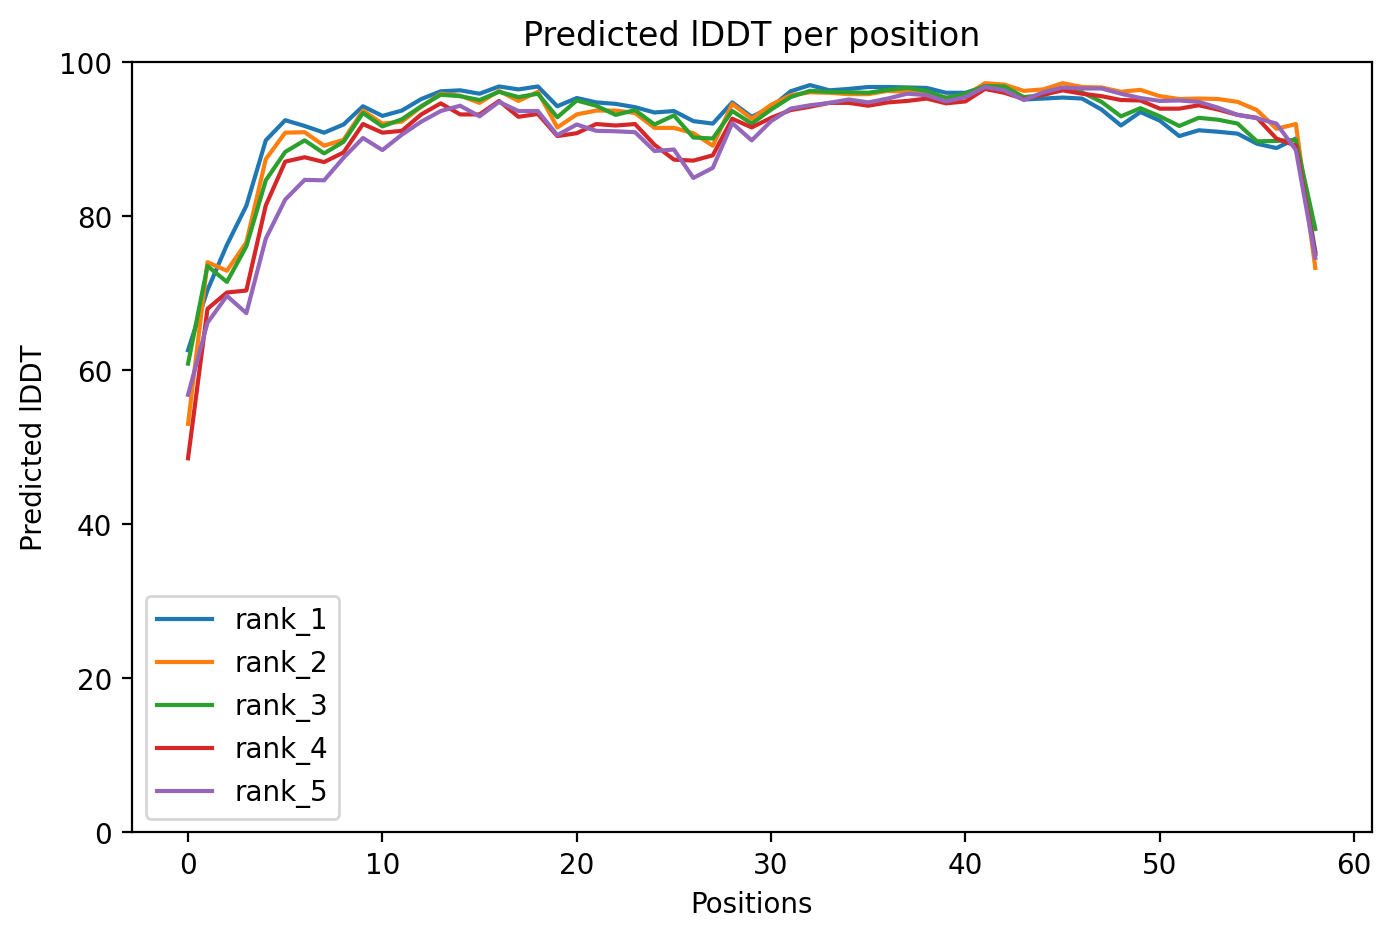 Predicted lDDT per position
100
80
60
40
20
0
Predicted lDDT
rank_1
rank_2
rank_3
rank_4
rank_5
0 10 20 30 40 50 60
Positions